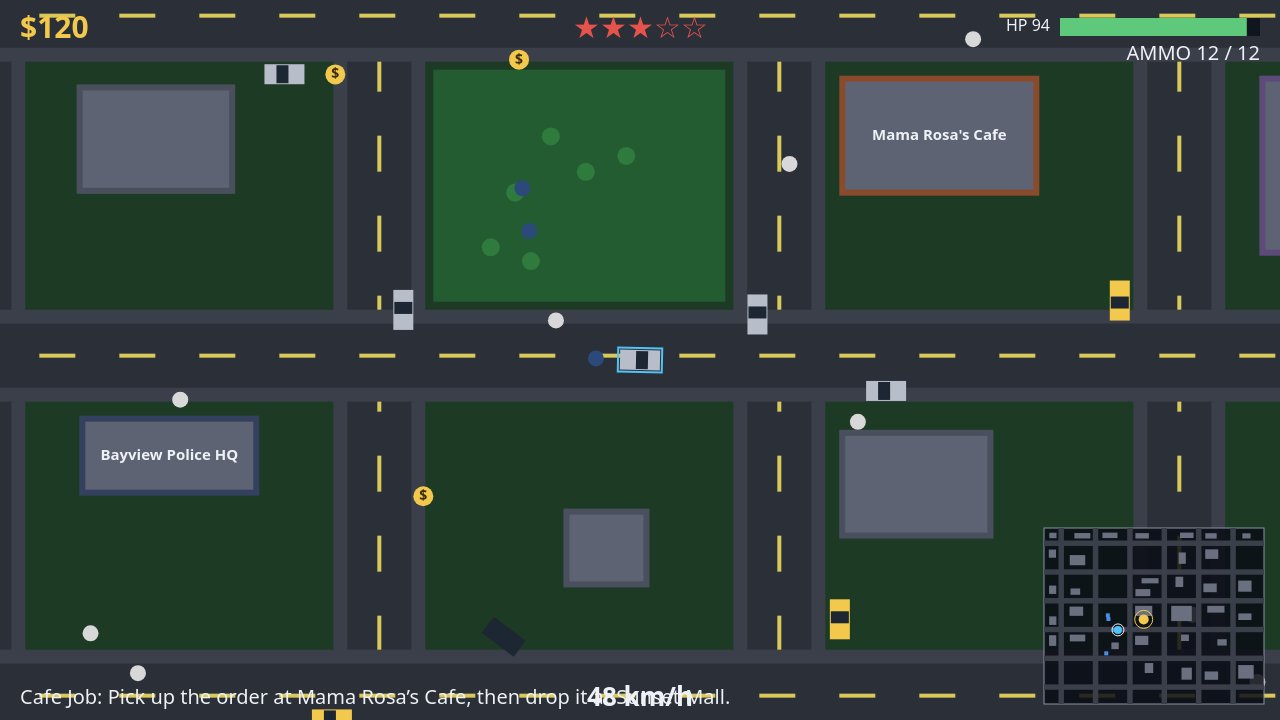 $120
HP 94
AMMO 12 / 12
$
$
Mama Rosa's Cafe
Bayview Police HQ
$
Cafe Job: Pick up the order at Mama Rosa’s Cafe, then drop it Mall.
48 km/h